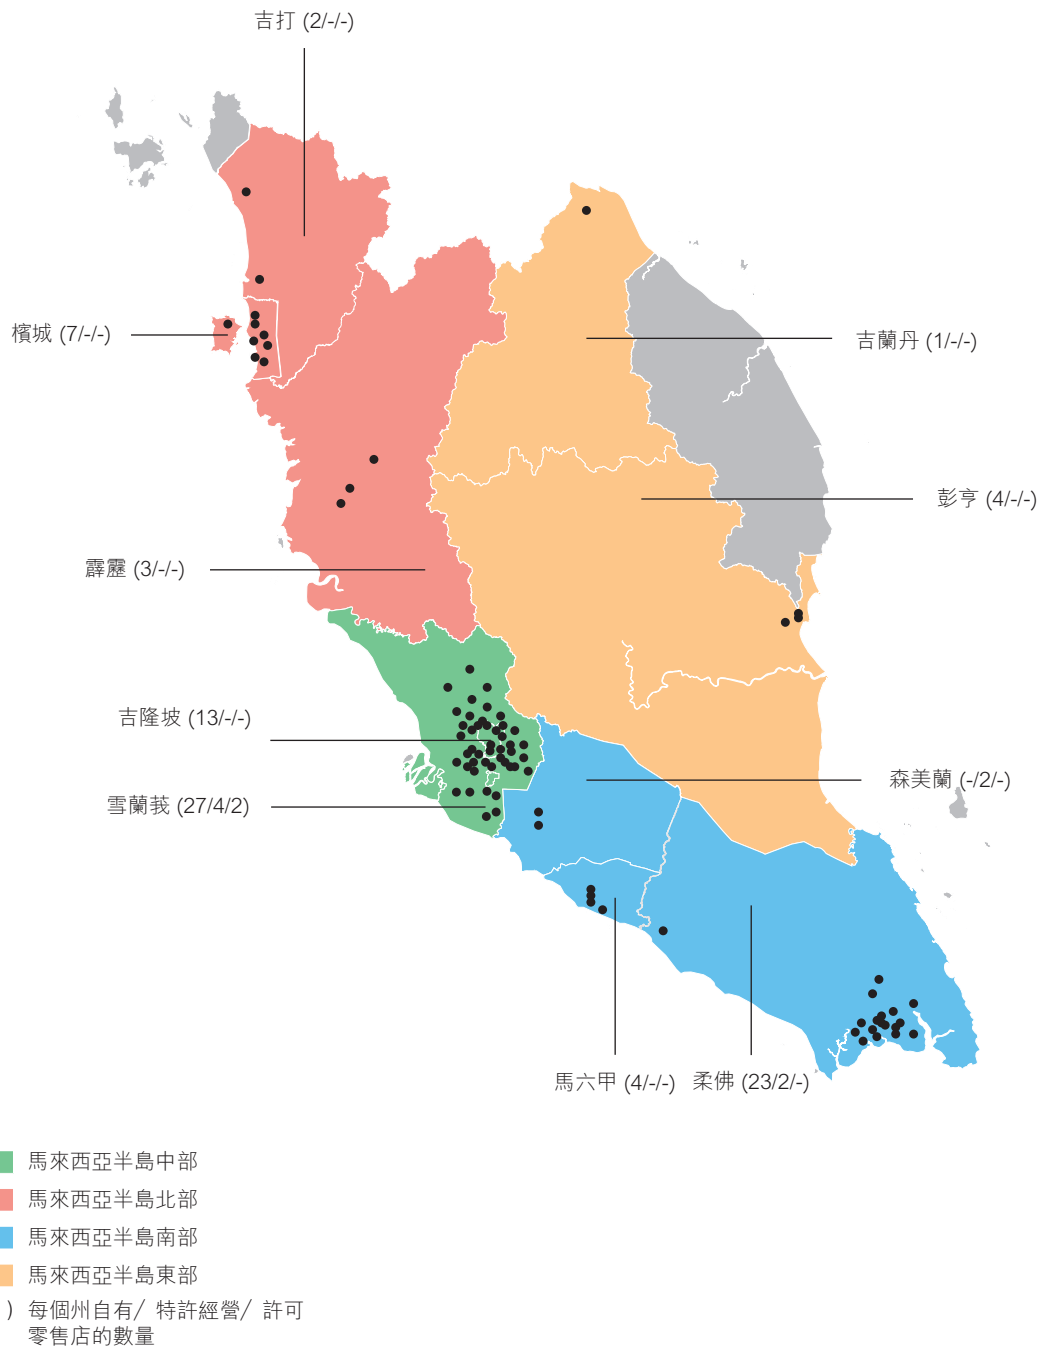 吉打 (2/-/-)
檳城 (7/-/-)
吉蘭丹 (1/-/-)
彭亨 (4/-/-)
霹靂 (3/-/-)
吉隆坡 (13/-/-)
森美蘭 (-/2/-)
雪蘭莪 (27/4/2)
馬六甲 (4/-/-)
柔佛 (23/2/-)
馬來西亞半島中部
馬來西亞半島北部
馬來西亞半島南部
馬來西亞半島東部
) 每個州自有/ 特許經營/ 許可
零售店的數量